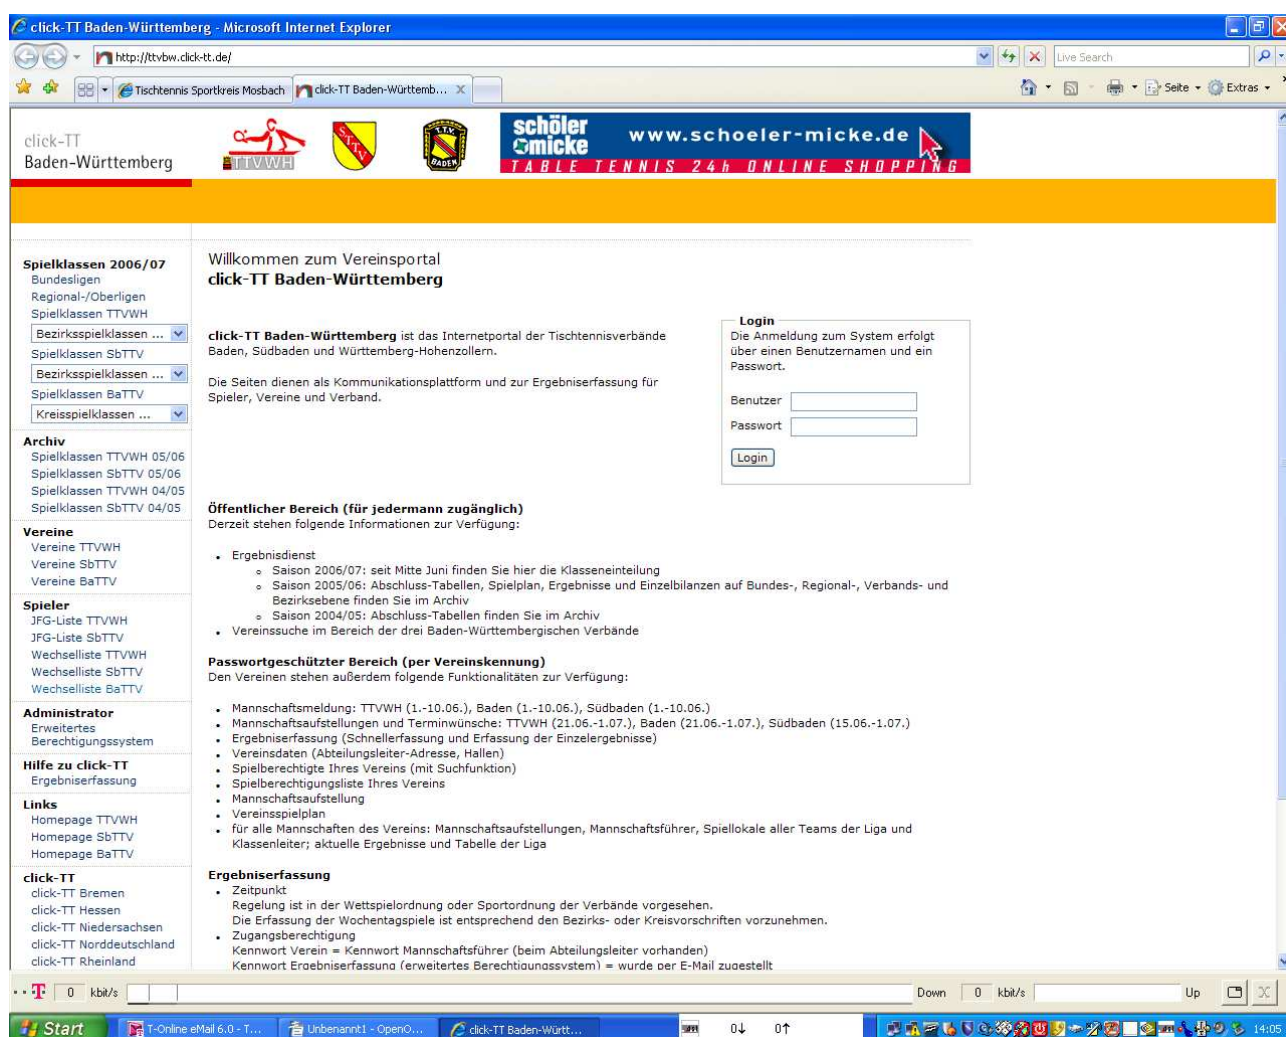 click-TT Baden-Württemberg - Microsoft Internet Explorer
http://ttvbw.click-tt.de/
Live Search
Tischtennis Sportkreis Mosbach
click-TT Baden-Württemb...
Seite
Extras
click-TT
Baden-Württemberg
TTVWH
STTV
T.T.V.
BADEN
schöler
micke
www.schoeler-micke.de
TABLE TENNIS 24h ONLINE SHOPPING
Spielklassen 2006/07
Bundesligen
Regional-/Oberligen
Spielklassen TTVWH
Bezirksspielklassen ...
Spielklassen SbTTV
Bezirksspielklassen ...
Spielklassen BaTTV
Kreisspielklassen ...
Archiv
Spielklassen TTVWH 05/06
Spielklassen SbTTV 05/06
Spielklassen TTVWH 04/05
Spielklassen SbTTV 04/05
Vereine
Vereine TTVWH
Vereine SbTTV
Vereine BaTTV
Spieler
JFG-Liste TTVWH
JFG-Liste SbTTV
Wechselliste TTVWH
Wechselliste SbTTV
Wechselliste BaTTV
Administrator
Erweitertes
Berechtigungssystem
Hilfe zu click-TT
Ergebniserfassung
Links
Homepage TTVWH
Homepage SbTTV
Homepage BaTTV
click-TT
click-TT Bremen
click-TT Hessen
click-TT Niedersachsen
click-TT Norddeutschland
click-TT Rheinland
Willkommen zum Vereinsportal
click-TT Baden-Württemberg
click-TT Baden-Württemberg ist das Internetportal der Tischtennisverbände
Baden, Südbaden und Württemberg-Hohenzollern.
Die Seiten dienen als Kommunikationsplattform und zur Ergebniserfassung für
Spieler, Vereine und Verband.
Login
Die Anmeldung zum System erfolgt
über einen Benutzernamen und ein
Passwort.
Benutzer
Passwort
Login
Öffentlicher Bereich (für jedermann zugänglich)
Derzeit stehen folgende Informationen zur Verfügung:
Ergebnisdienst
Saison 2006/07: seit Mitte Juni finden Sie hier die Klasseneinteilung
Saison 2005/06: Abschluss-Tabellen, Spielplan, Ergebnisse und Einzelbilanzen auf Bundes-, Regional-, Verbands- und
Bezirksebene finden Sie im Archiv
Saison 2004/05: Abschluss-Tabellen finden Sie im Archiv
Vereinssuche im Bereich der drei Baden-Württembergischen Verbände
Passwortgeschützter Bereich (per Vereinskennung)
Den Vereinen stehen außerdem folgende Funktionalitäten zur Verfügung:
Mannschaftsmeldung: TTVWH (1.-10.06.), Baden (1.-10.06.), Südbaden (1.-10.06.)
Mannschaftsaufstellungen und Terminwünsche: TTVWH (21.06.-1.07.), Baden (21.06.-1.07.), Südbaden (15.06.-1.07.)
Ergebniserfassung (Schnellerfassung und Erfassung der Einzelergebnisse)
Vereinsdaten (Abteilungsleiter-Adresse, Hallen)
Spielberechtigte Ihres Vereins (mit Suchfunktion)
Spielberechtigungsliste Ihres Vereins
Mannschaftsaufstellung
Vereinsspielplan
für alle Mannschaften des Vereins: Mannschaftsaufstellungen, Mannschaftsführer, Spiellokale aller Teams der Liga und
Klassenleiter; aktuelle Ergebnisse und Tabelle der Liga
Ergebniserfassung
Zeitpunkt
Regelung ist in der Wettspielordnung oder Sportordnung der Verbände vorgesehen.
Die Erfassung der Wochentagspiele ist entsprechend den Bezirks- oder Kreisvorschriften vorzunehmen.
Zugangsberechtigung
Kennwort Verein = Kennwort Mannschaftsführer (beim Abteilungsleiter vorhanden)
Kennwort Ergebniserfassung (erweitertes Berechtigungssystem) = wurde per E-Mail zugestellt
T 0 kbit/s Down 0 kbit/s Up
Start
T-Online eMail 6.0 - T...
Unbenannt1 - OpenO...
click-TT Baden-Württ...
0↓ 0↑
14:05